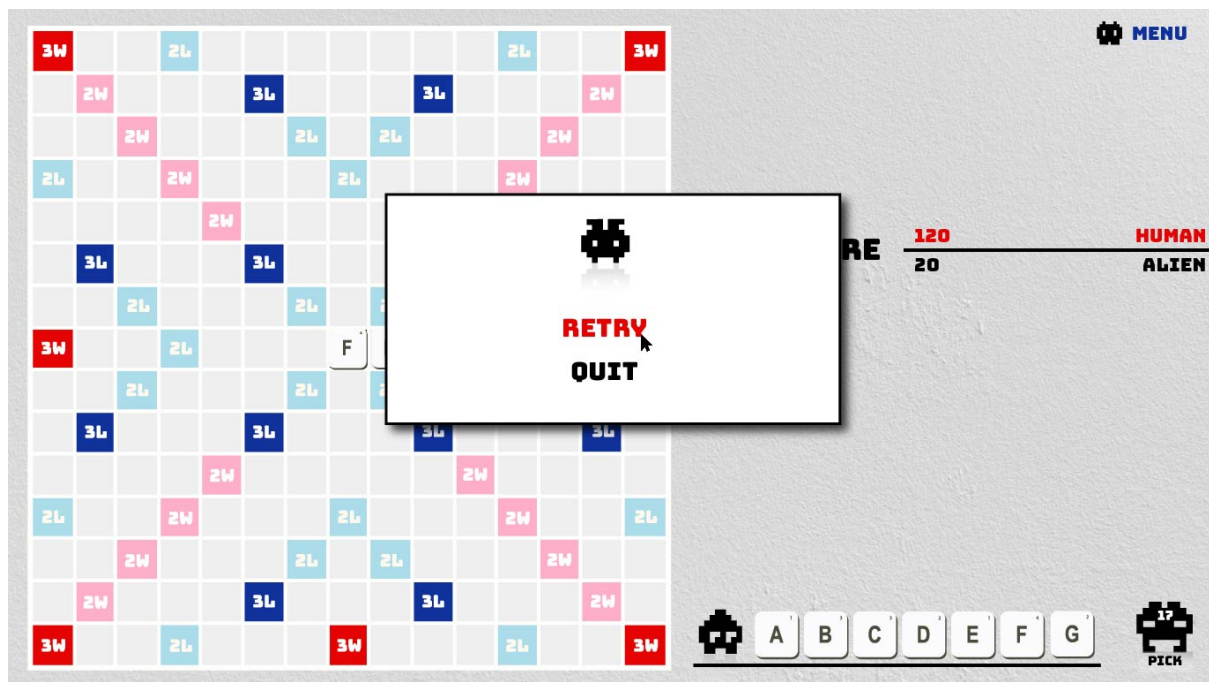 3W 2L 2L 3W
MENU
2W 3L 3L 2W
2W 2L 2L 2W
2L 2W 2L 2W
2W
3L 3L
2L 2L
3W 2L F
2L 2L
3L 3L 3L 3L
2W 2W
2L 2W 2L 2W 2L
2W 2L 2L 2W
2W 3L 3L 2W
3W 2L 3W 2L 3W
RETRY
QUIT
RE
120 HUMAN
20 ALIEN
A B C D E F G
17
PICK